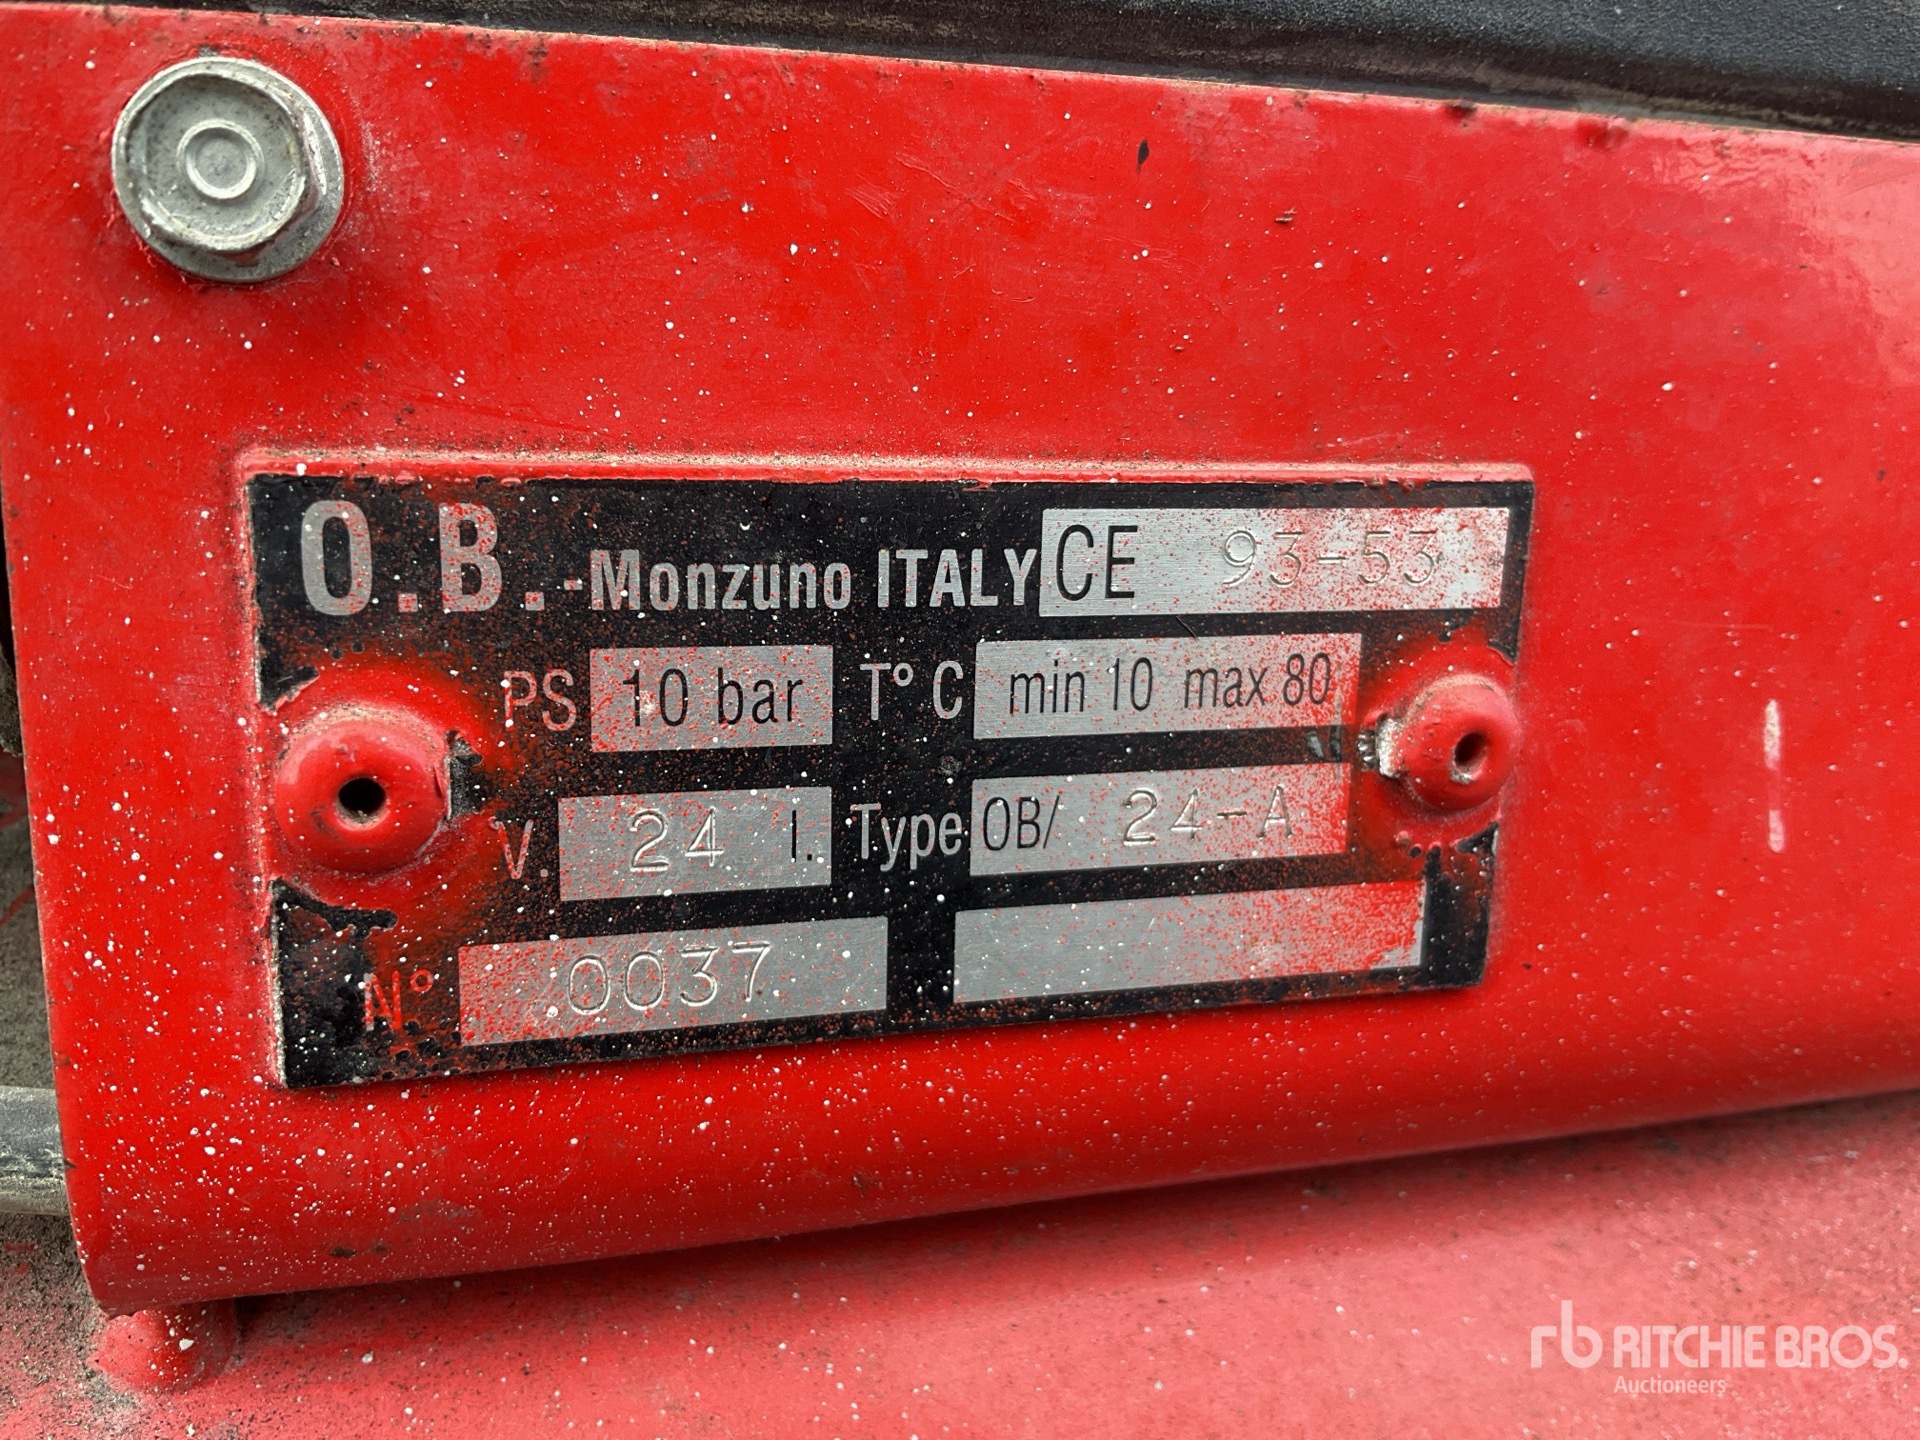 O.B.-Monzuno ITALY CE 93-53
PS 10 bar T° C min 10 max 80
V. 24 l. Type OB/ 24-A
N° 0037
rb RITCHIE BROS.
Auctioneers